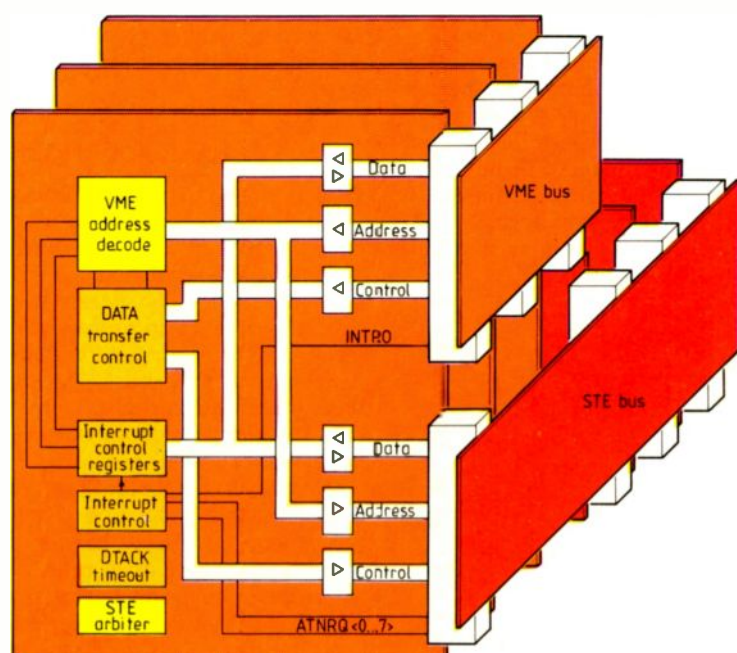 VME
address
decode
Data
VME bus
Address
Control
DATA
transfer
control
INTRO
STE bus
Interrupt
control
registers
Data
Interrupt
control
Address
DTACK
timeout
Control
STE
arbiter
ATNRQ<0...7>